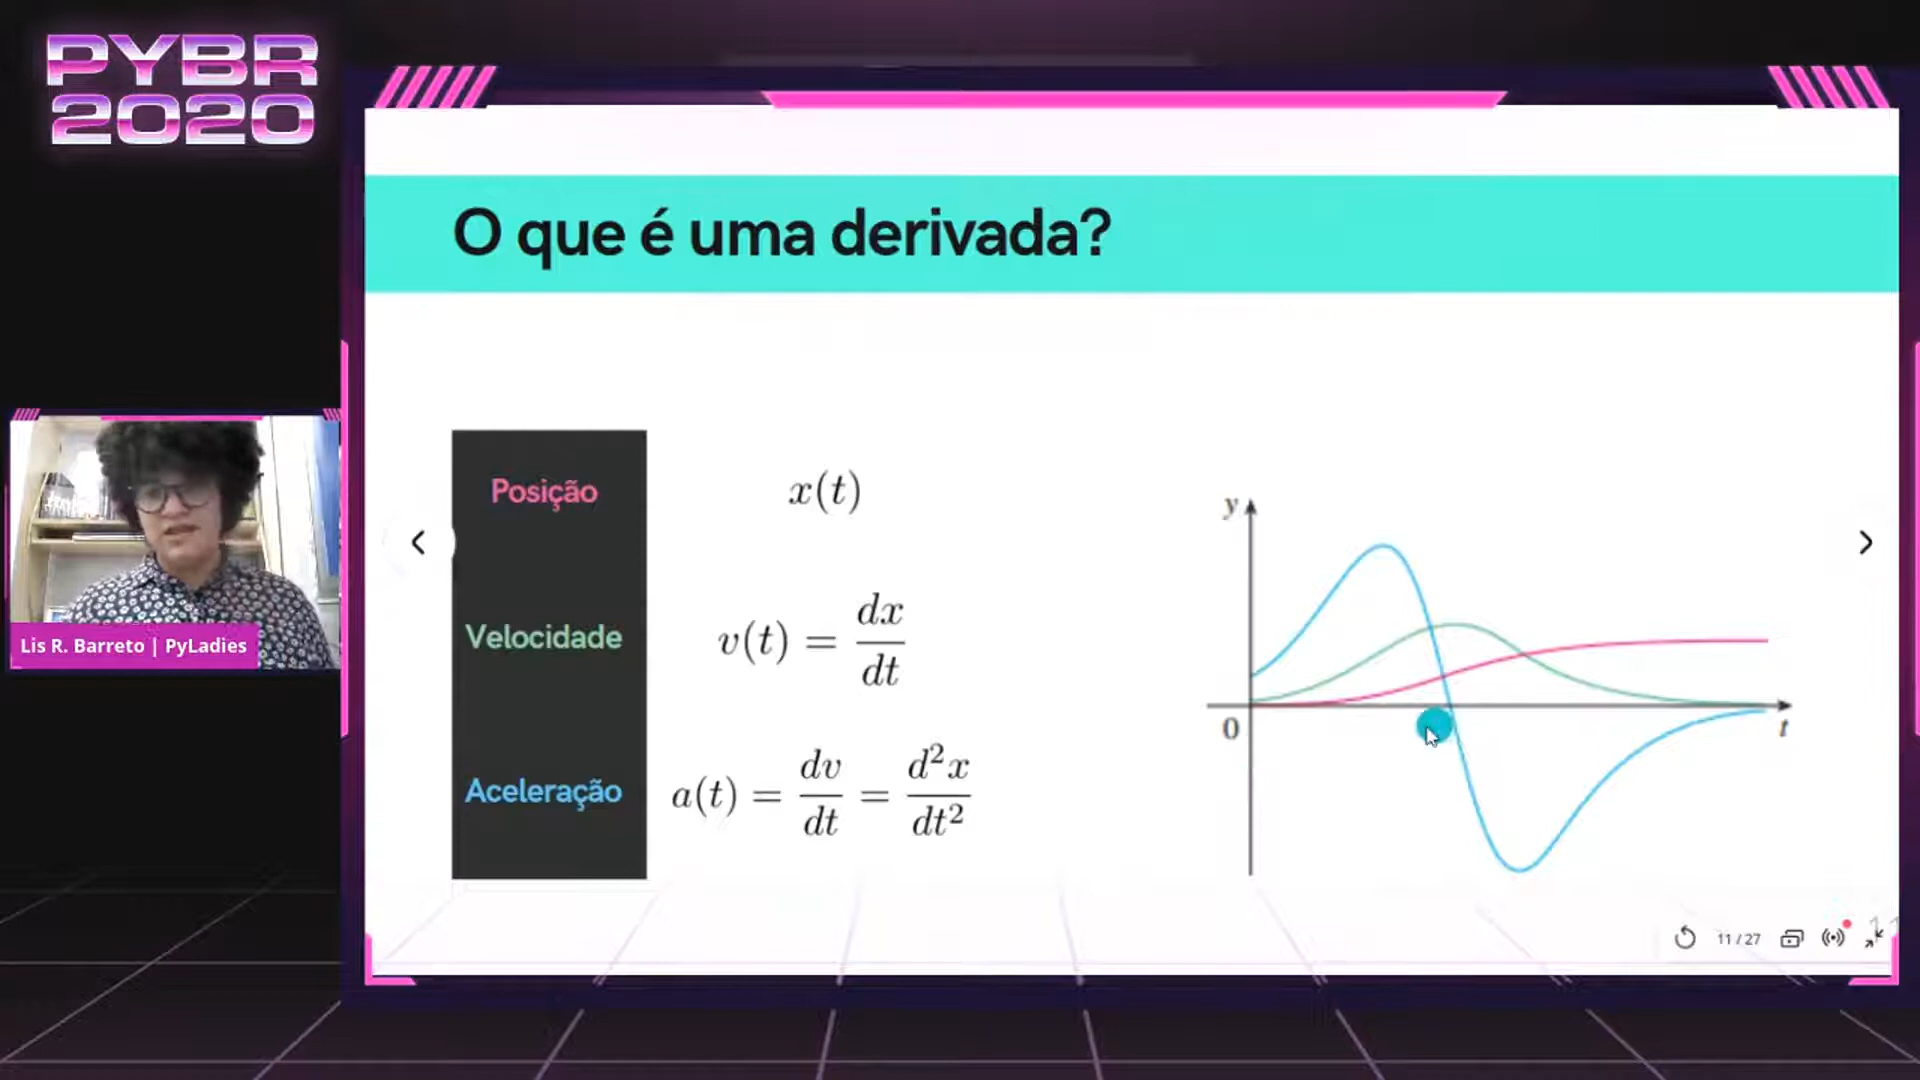 PYBR
2020
O que é uma derivada?
Posição
x(t)
Velocidade
v(t) = dx/dt
Aceleração
a(t) = dv/dt = d²x/dt²
y
0
t
Lis R. Barreto | PyLadies
11 / 27